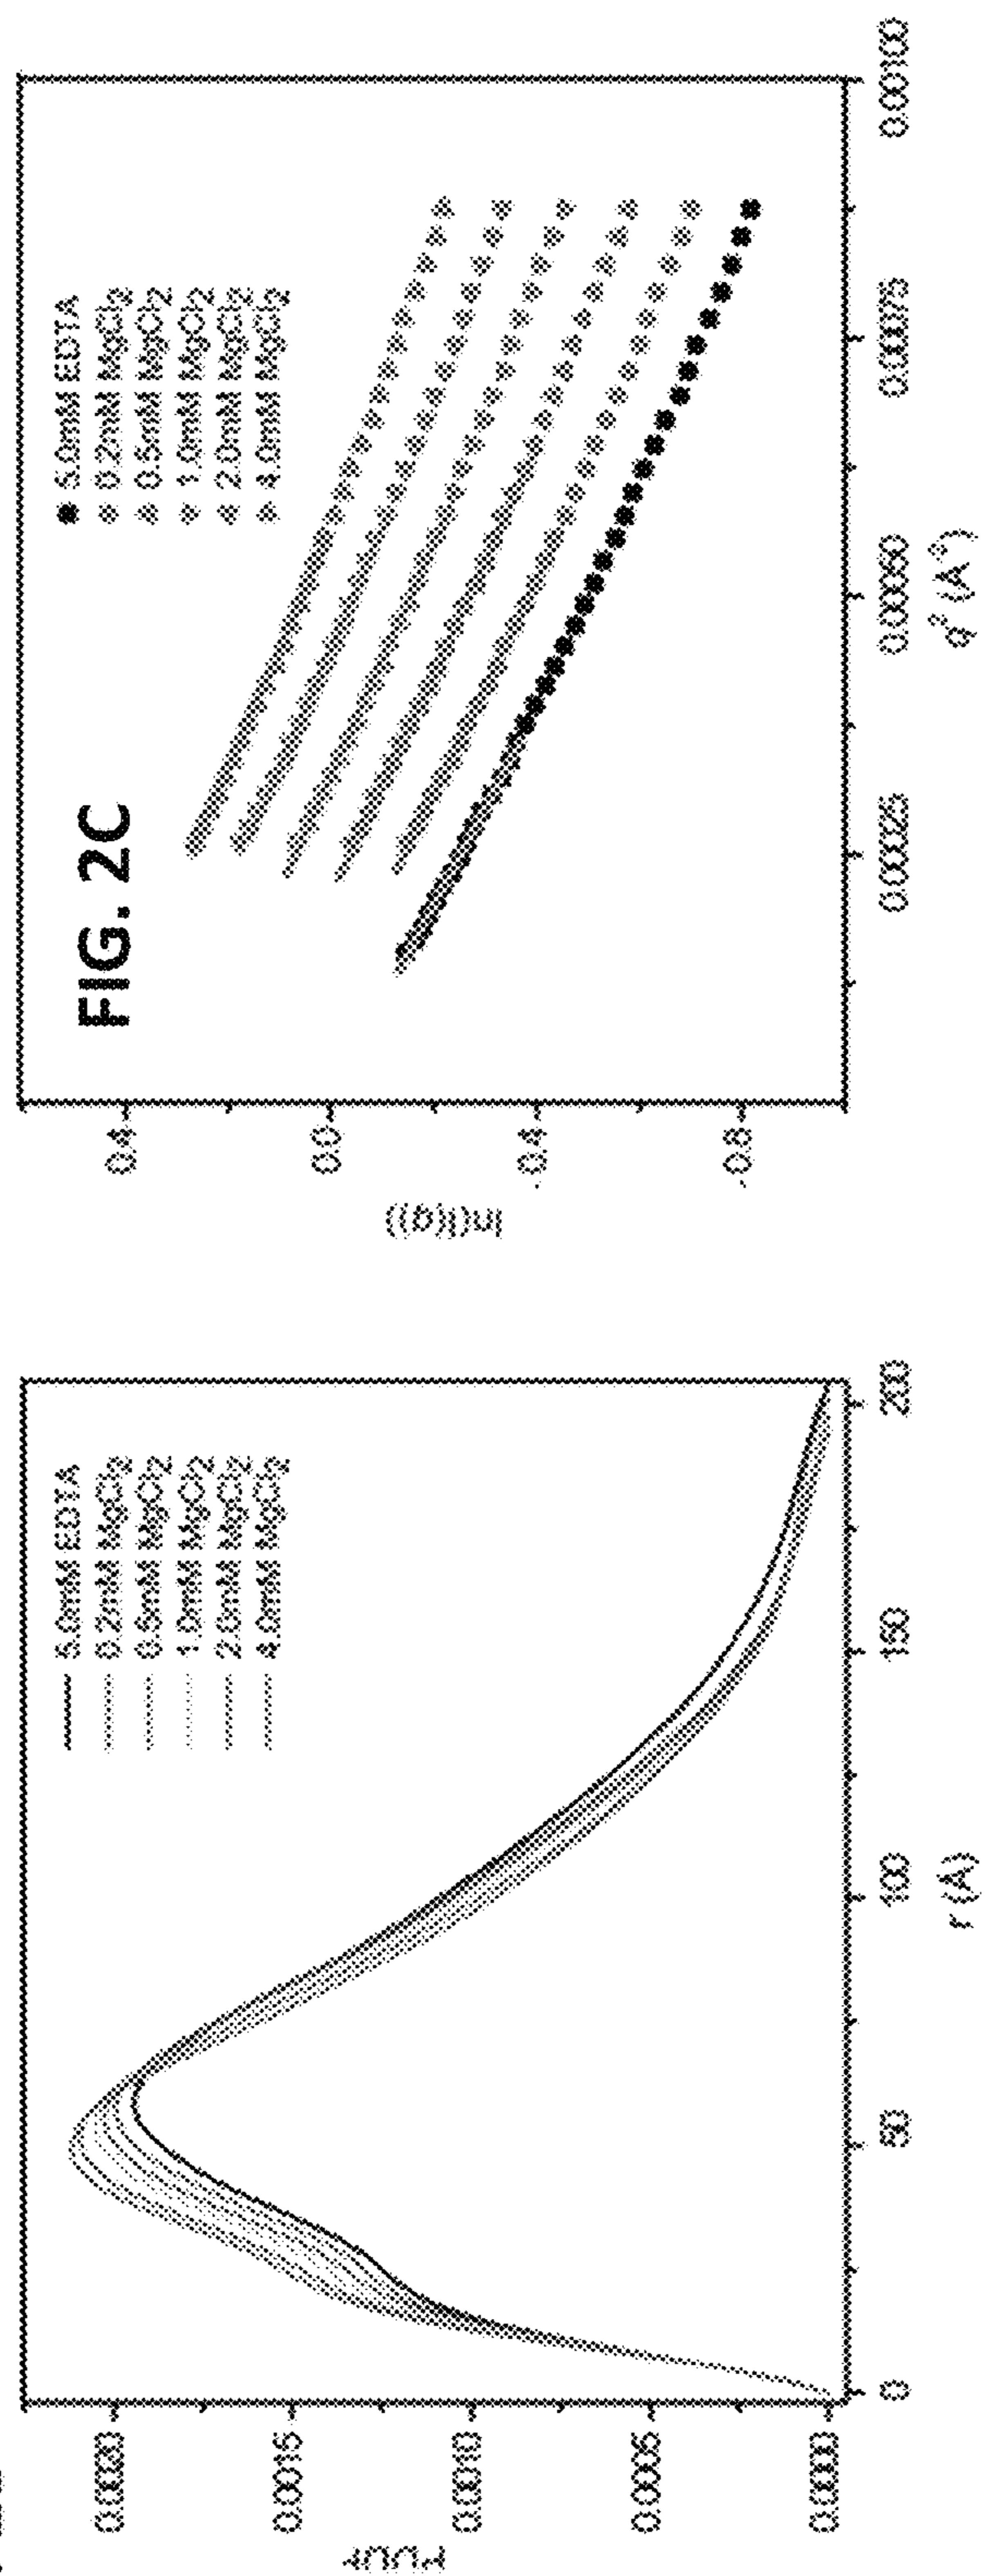 5.0mM EDTA
0.2mM MgCl2
0.5mM MgCl2
1.0mM MgCl2
2.0mM MgCl2
4.0mM MgCl2
0.0020
0.0015
0.0010
0.0005
0.0000
0
50
100
150
200
r (Å)
FIG. 2C
5.0mM EDTA
0.2mM MgCl2
0.5mM MgCl2
1.0mM MgCl2
2.0mM MgCl2
4.0mM MgCl2
ln(I(q))
0.4
0.0
-0.4
-0.8
0.00025
0.00050
0.00075
0.00100